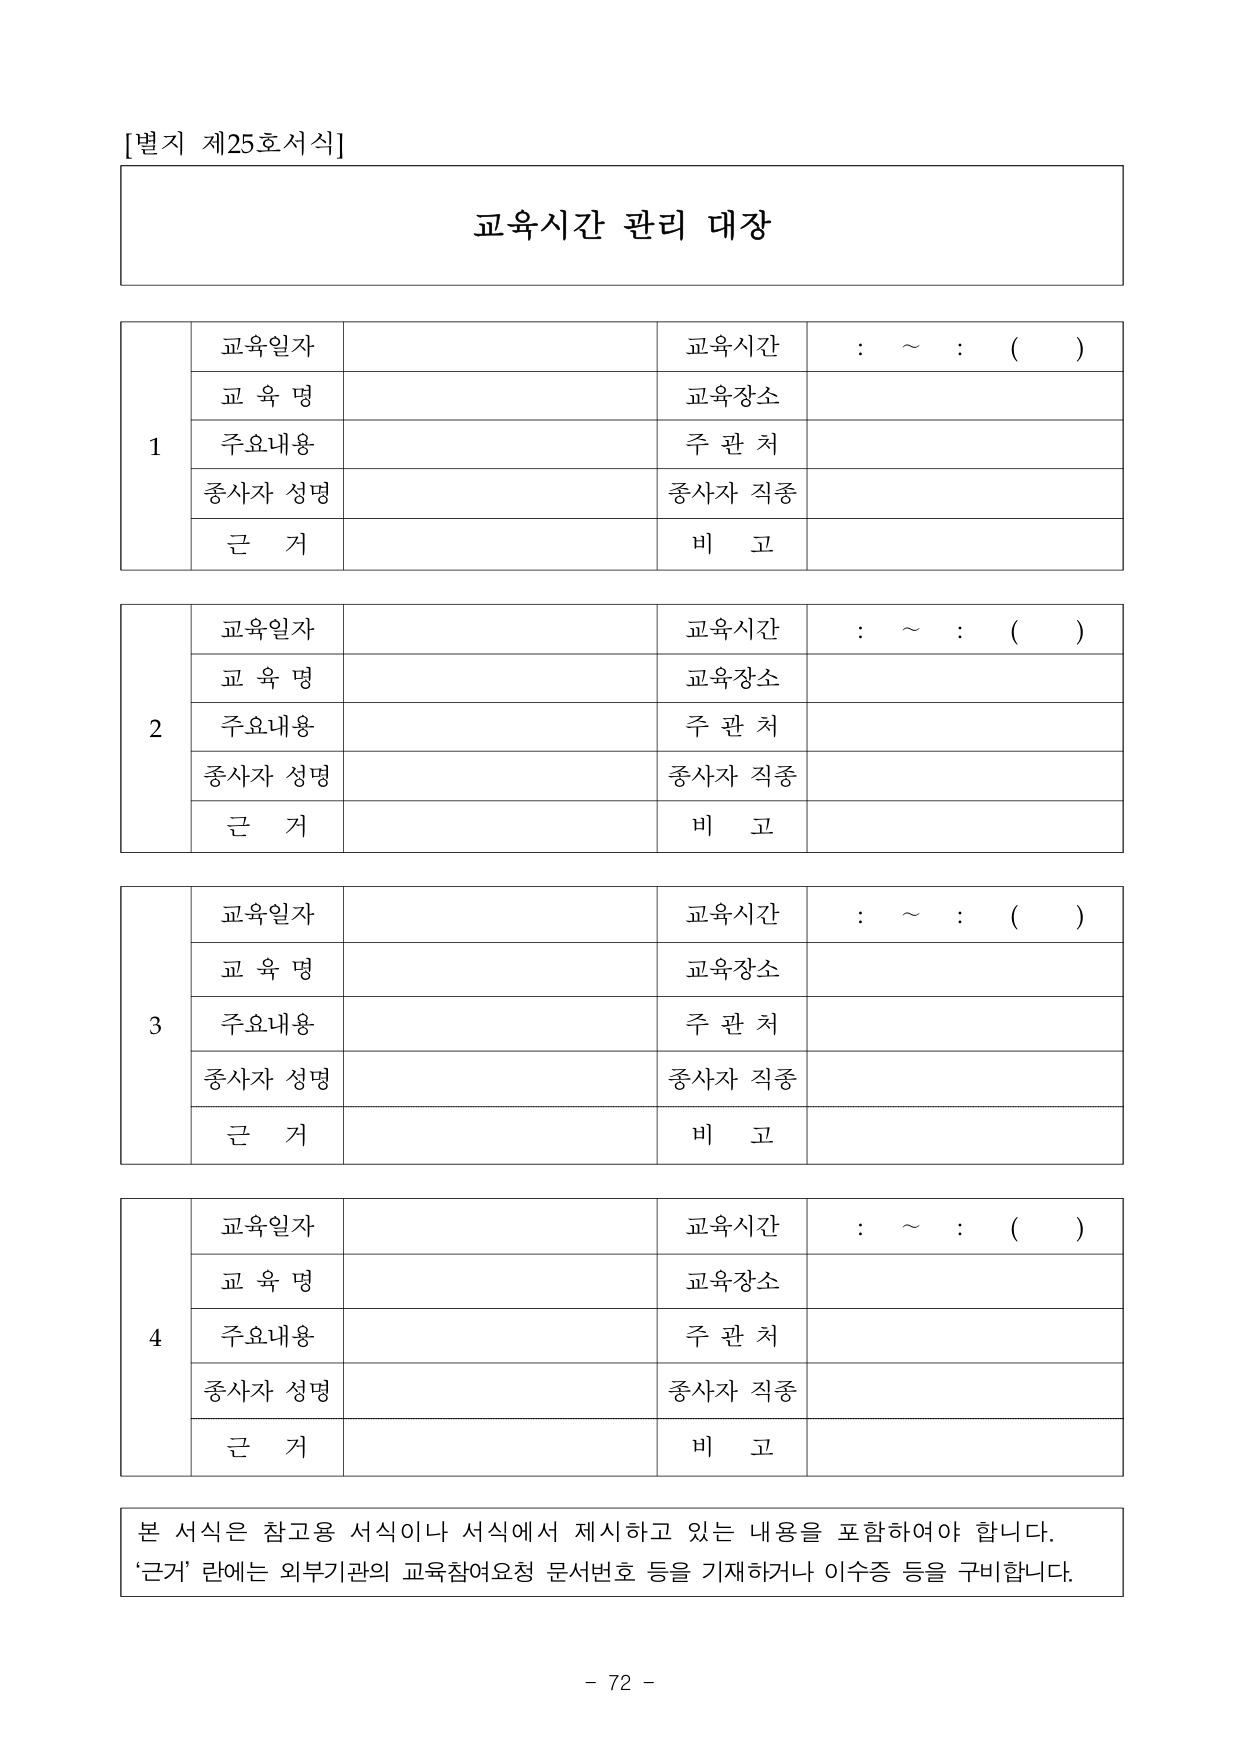 [별지 제25호서식]
교육시간 관리 대장
1
교육일자 교육시간 : ~ : ( )
교 육 명 교육장소
주요내용 주 관 처
종사자 성명 종사자 직종
근 거 비 고
2
교육일자 교육시간 : ~ : ( )
교 육 명 교육장소
주요내용 주 관 처
종사자 성명 종사자 직종
근 거 비 고
3
교육일자 교육시간 : ~ : ( )
교 육 명 교육장소
주요내용 주 관 처
종사자 성명 종사자 직종
근 거 비 고
4
교육일자 교육시간 : ~ : ( )
교 육 명 교육장소
주요내용 주 관 처
종사자 성명 종사자 직종
근 거 비 고
본 서식은 참고용 서식이나 서식에서 제시하고 있는 내용을 포함하여야 합니다.
‘근거’ 란에는 외부기관의 교육참여요청 문서번호 등을 기재하거나 이수증 등을 구비합니다.
- 72 -